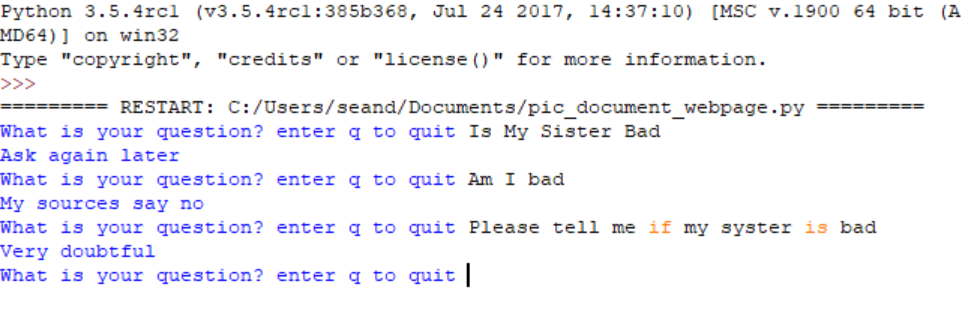 Python 3.5.4rc1 (v3.5.4rc1:385b368, Jul 24 2017, 14:37:10) [MSC v.1900 64 bit (A
MD64)] on win32
Type "copyright", "credits" or "license()" for more information.
>>>
========= RESTART: C:/Users/seand/Documents/pic_document_webpage.py =========
What is your question? enter q to quit Is My Sister Bad
Ask again later
What is your question? enter q to quit Am I bad
My sources say no
What is your question? enter q to quit Please tell me if my syster is bad
Very doubtful
What is your question? enter q to quit